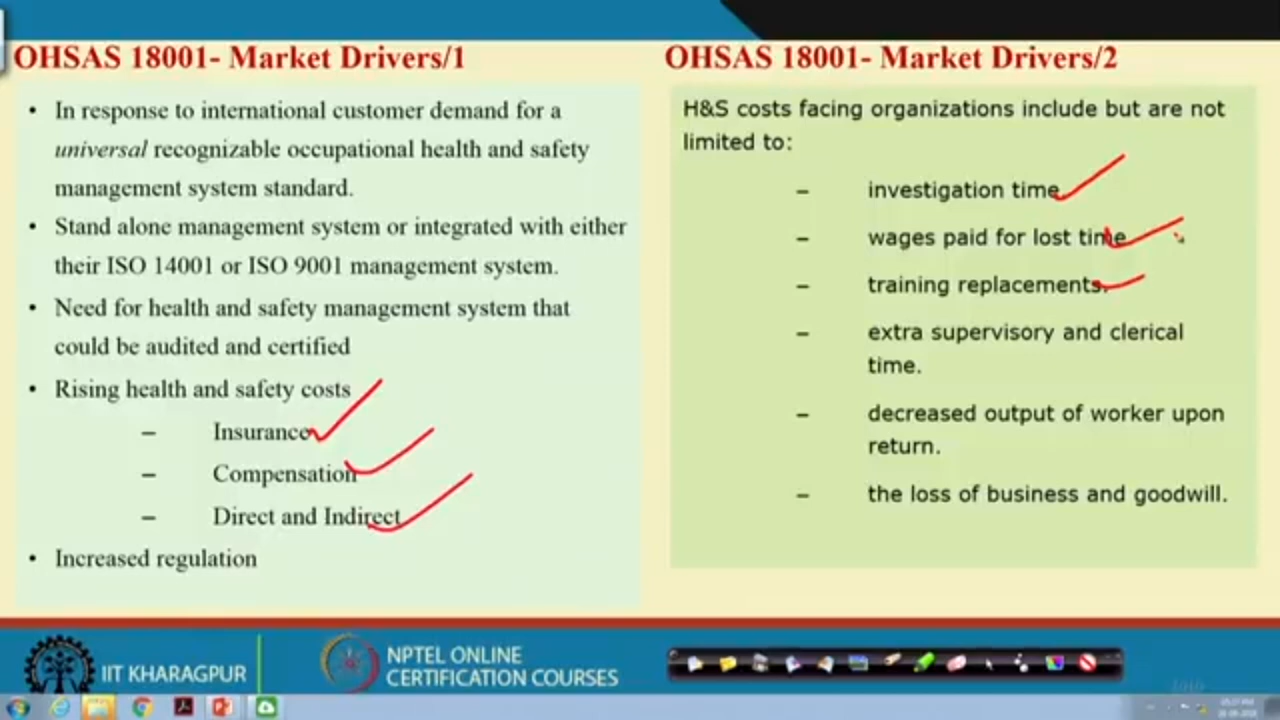 OHSAS 18001- Market Drivers/1
• In response to international customer demand for a
universal recognizable occupational health and safety
management system standard.
• Stand alone management system or integrated with either
their ISO 14001 or ISO 9001 management system.
• Need for health and safety management system that
could be audited and certified
• Rising health and safety costs
– Insurance
– Compensation
– Direct and Indirect
• Increased regulation
OHSAS 18001- Market Drivers/2
H&S costs facing organizations include but are not
limited to:
– investigation time.
– wages paid for lost time
– training replacements.
– extra supervisory and clerical
time.
– decreased output of worker upon
return.
– the loss of business and goodwill.
IIT KHARAGPUR
NPTEL ONLINE
CERTIFICATION COURSES